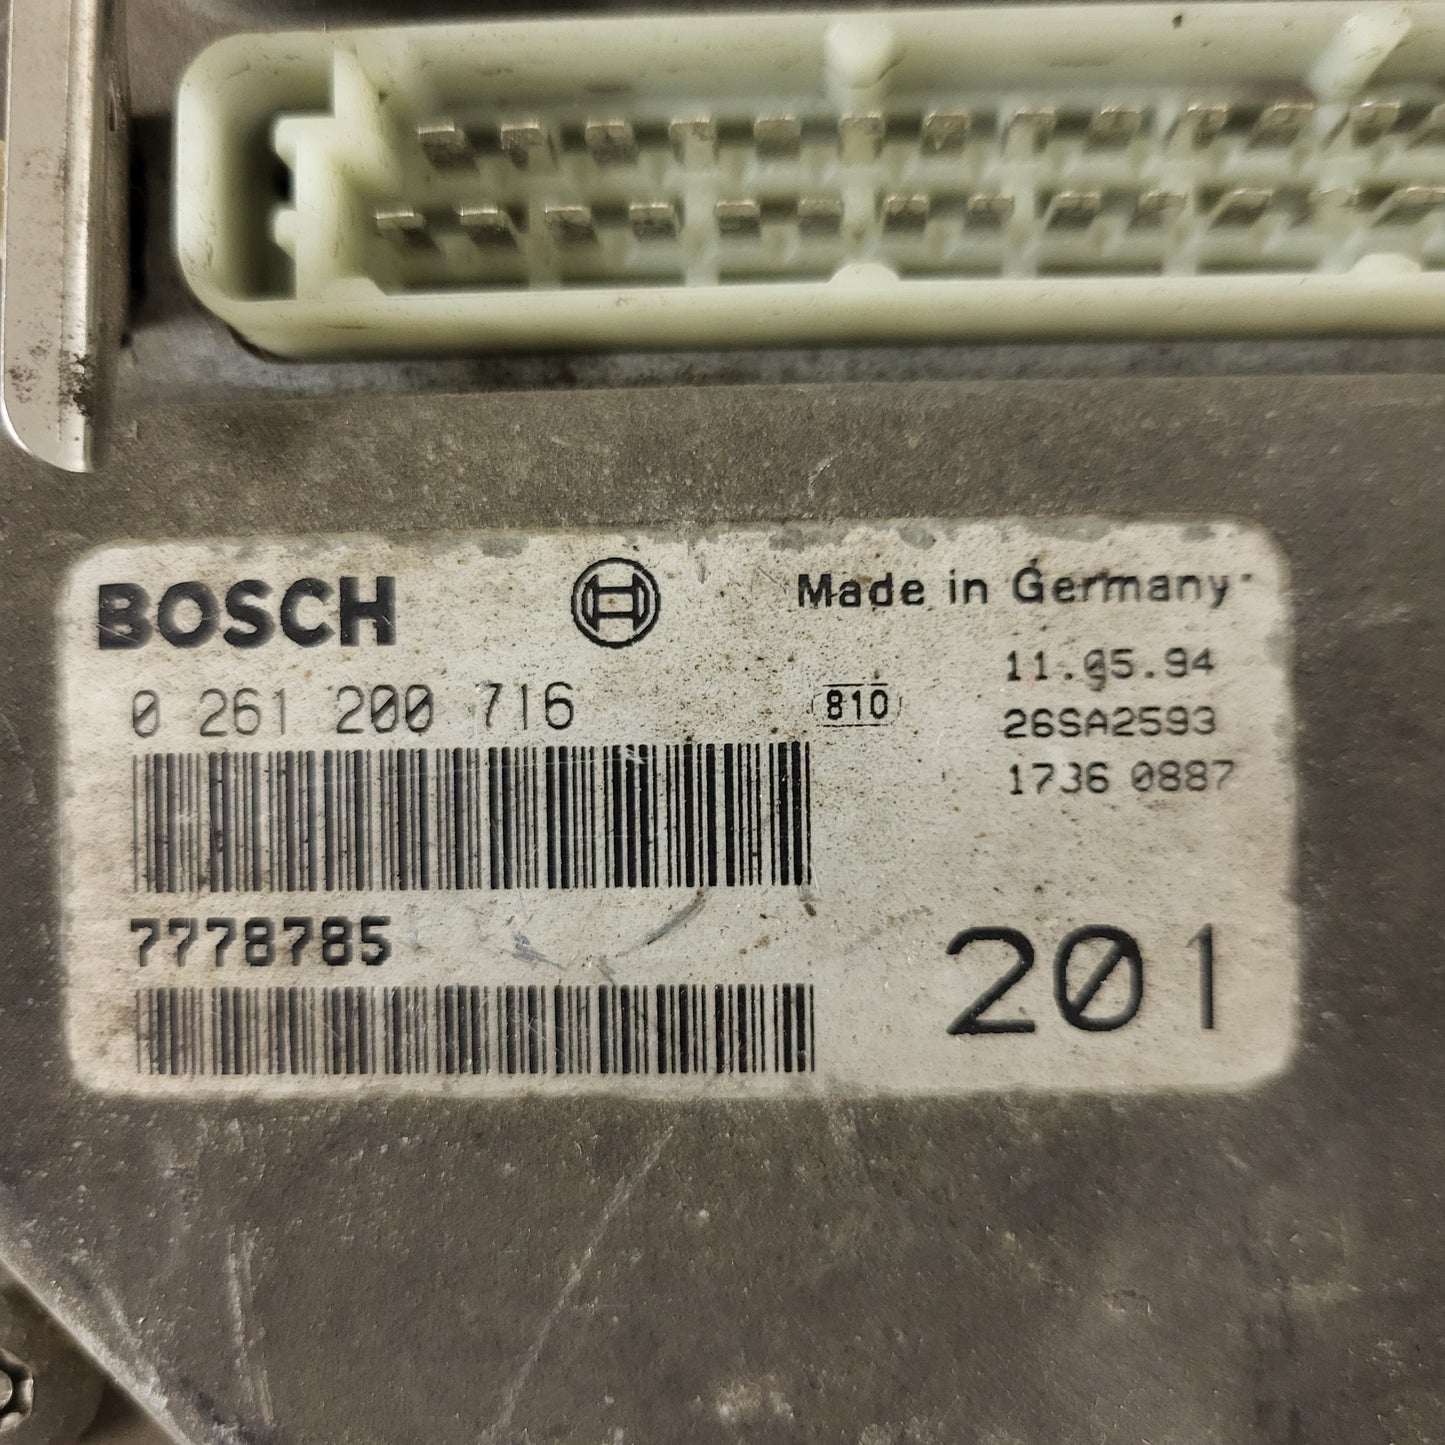 BOSCH
Made in Germany
0 261 200 716
810
11.05.94
26SA2593
1736 0887
7778785
201